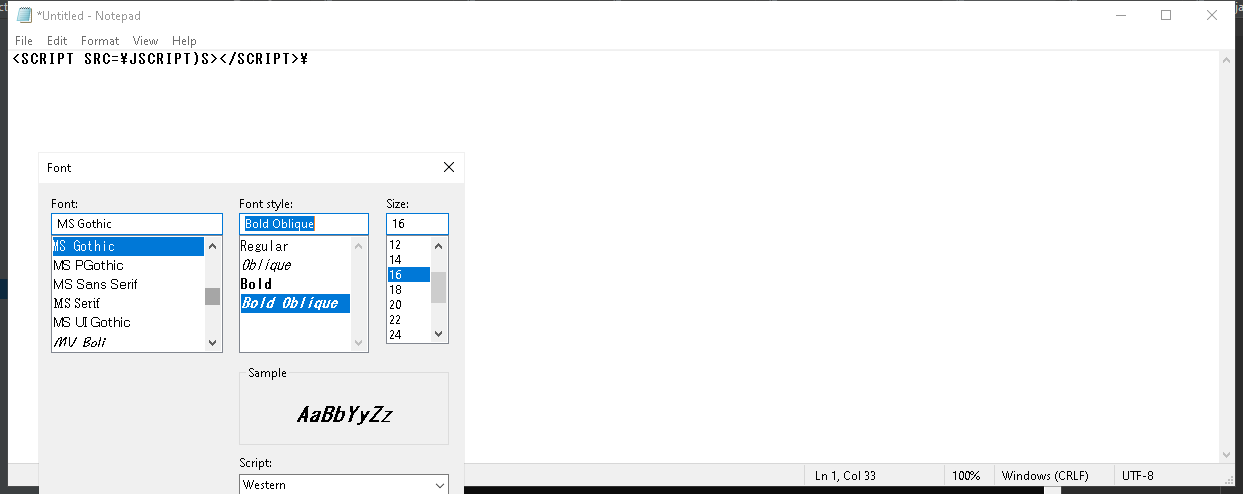 *Untitled - Notepad
File Edit Format View Help
<SCRIPT SRC=¥JSCRIPT)S></SCRIPT>¥
Font
Font: Font style: Size:
MS Gothic Bold Oblique 16
MS Gothic Regular 12
MS PGothic Oblique 14
MS Sans Serif Bold 16
MS Serif Bold Oblique 18
MS UI Gothic 20
MV Boli 22
24
Sample
AaBbYyZz
Script:
Western
Ln 1, Col 33 100% Windows (CRLF) UTF-8